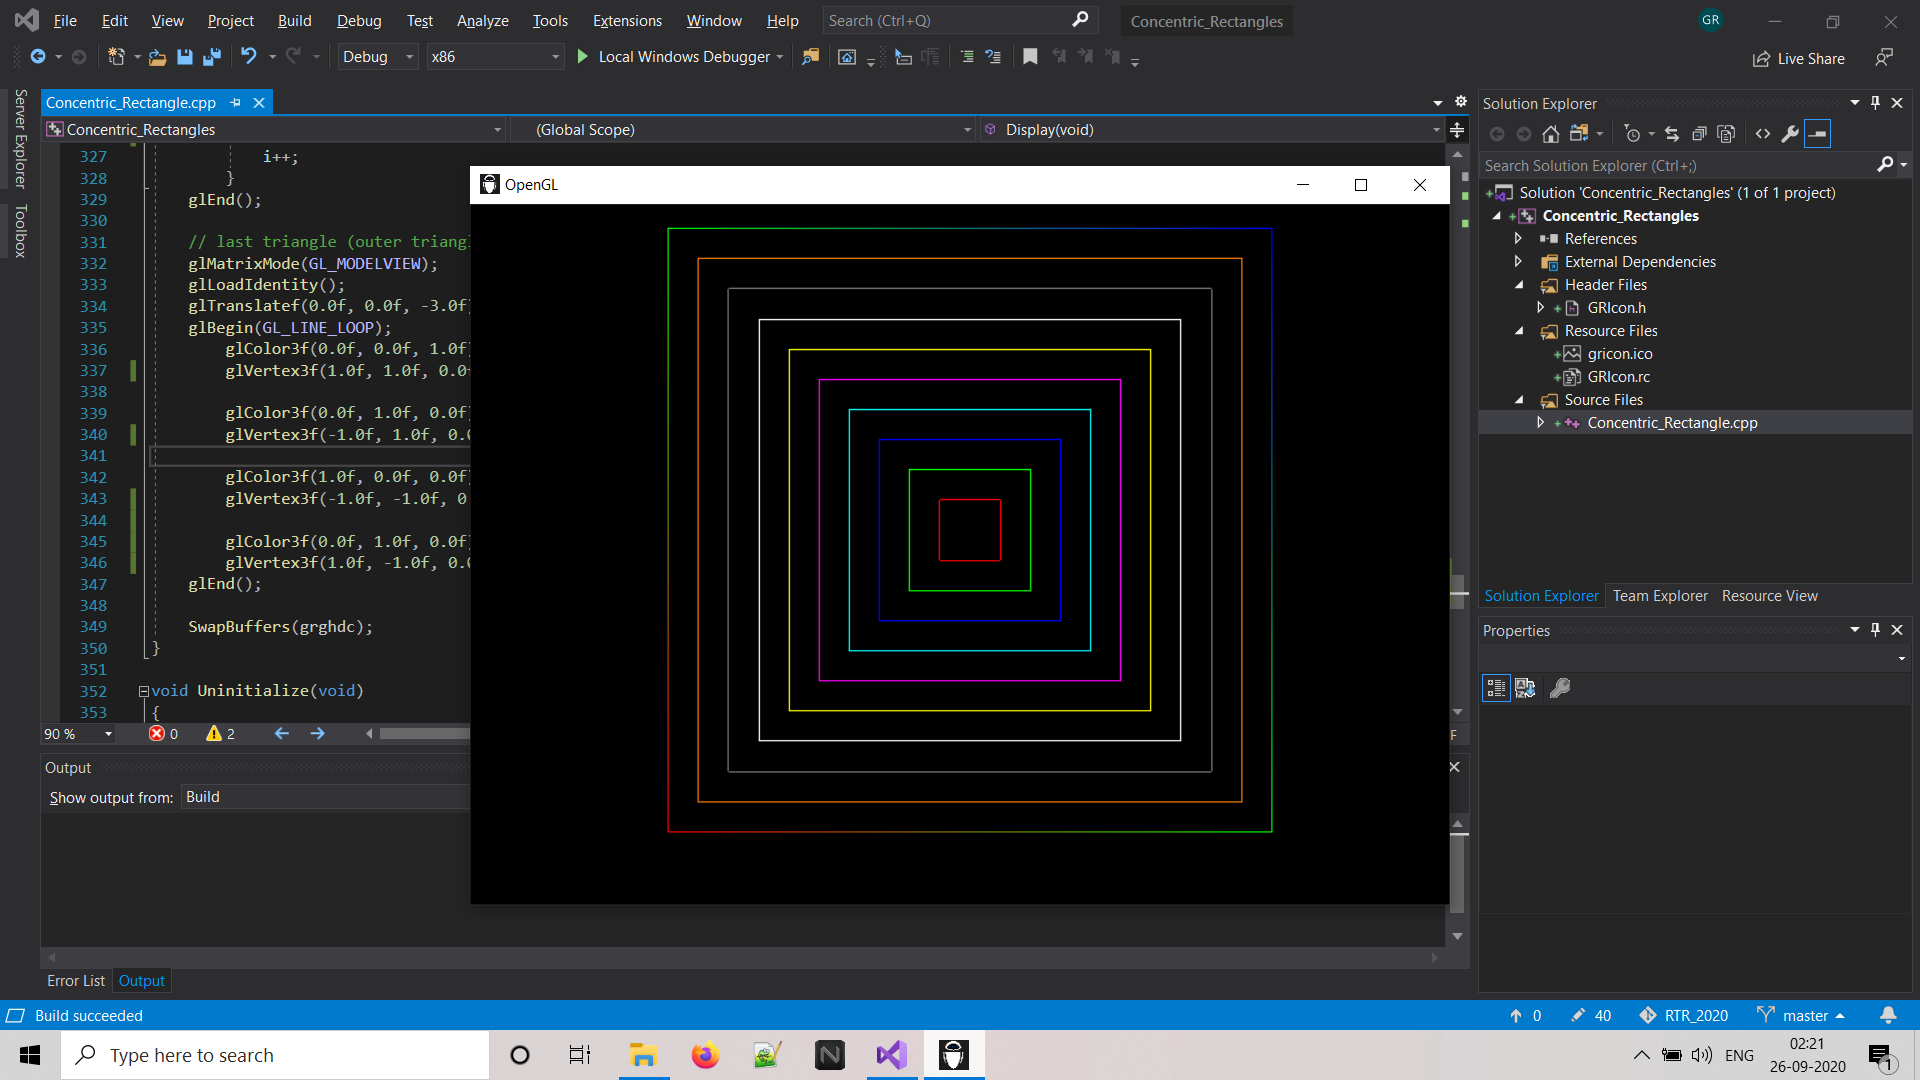 File Edit View Project Build Debug Test Analyze Tools Extensions Window Help Search (Ctrl+Q) Concentric_Rectangles GR
Debug x86 Local Windows Debugger Live Share
Server Explorer
Toolbox
Concentric_Rectangle.cpp
Concentric_Rectangles (Global Scope) Display(void)
327 i++;
328 }
329 glEnd();
330
331 // last triangle (outer triang
332 glMatrixMode(GL_MODELVIEW);
333 glLoadIdentity();
334 glTranslatef(0.0f, 0.0f, -3.0f
335 glBegin(GL_LINE_LOOP);
336 glColor3f(0.0f, 0.0f, 1.0f
337 glVertex3f(1.0f, 1.0f, 0.0
338
339 glColor3f(0.0f, 1.0f, 0.0f
340 glVertex3f(-1.0f, 1.0f, 0.
341
342 glColor3f(1.0f, 0.0f, 0.0f
343 glVertex3f(-1.0f, -1.0f, 0
344
345 glColor3f(0.0f, 1.0f, 0.0f
346 glVertex3f(1.0f, -1.0f, 0.
347 glEnd();
348
349 SwapBuffers(grghdc);
350 }
351
352 void Uninitialize(void)
353 {
90 % 0 2
OpenGL
Output
Show output from: Build
Error List Output
Solution Explorer
Search Solution Explorer (Ctrl+;)
Solution 'Concentric_Rectangles' (1 of 1 project)
Concentric_Rectangles
References
External Dependencies
Header Files
GRIcon.h
Resource Files
gricon.ico
GRIcon.rc
Source Files
Concentric_Rectangle.cpp
Solution Explorer Team Explorer Resource View
Properties
Build succeeded 0 40 RTR_2020 master
Type here to search
ENG
02:21
26-09-2020
1